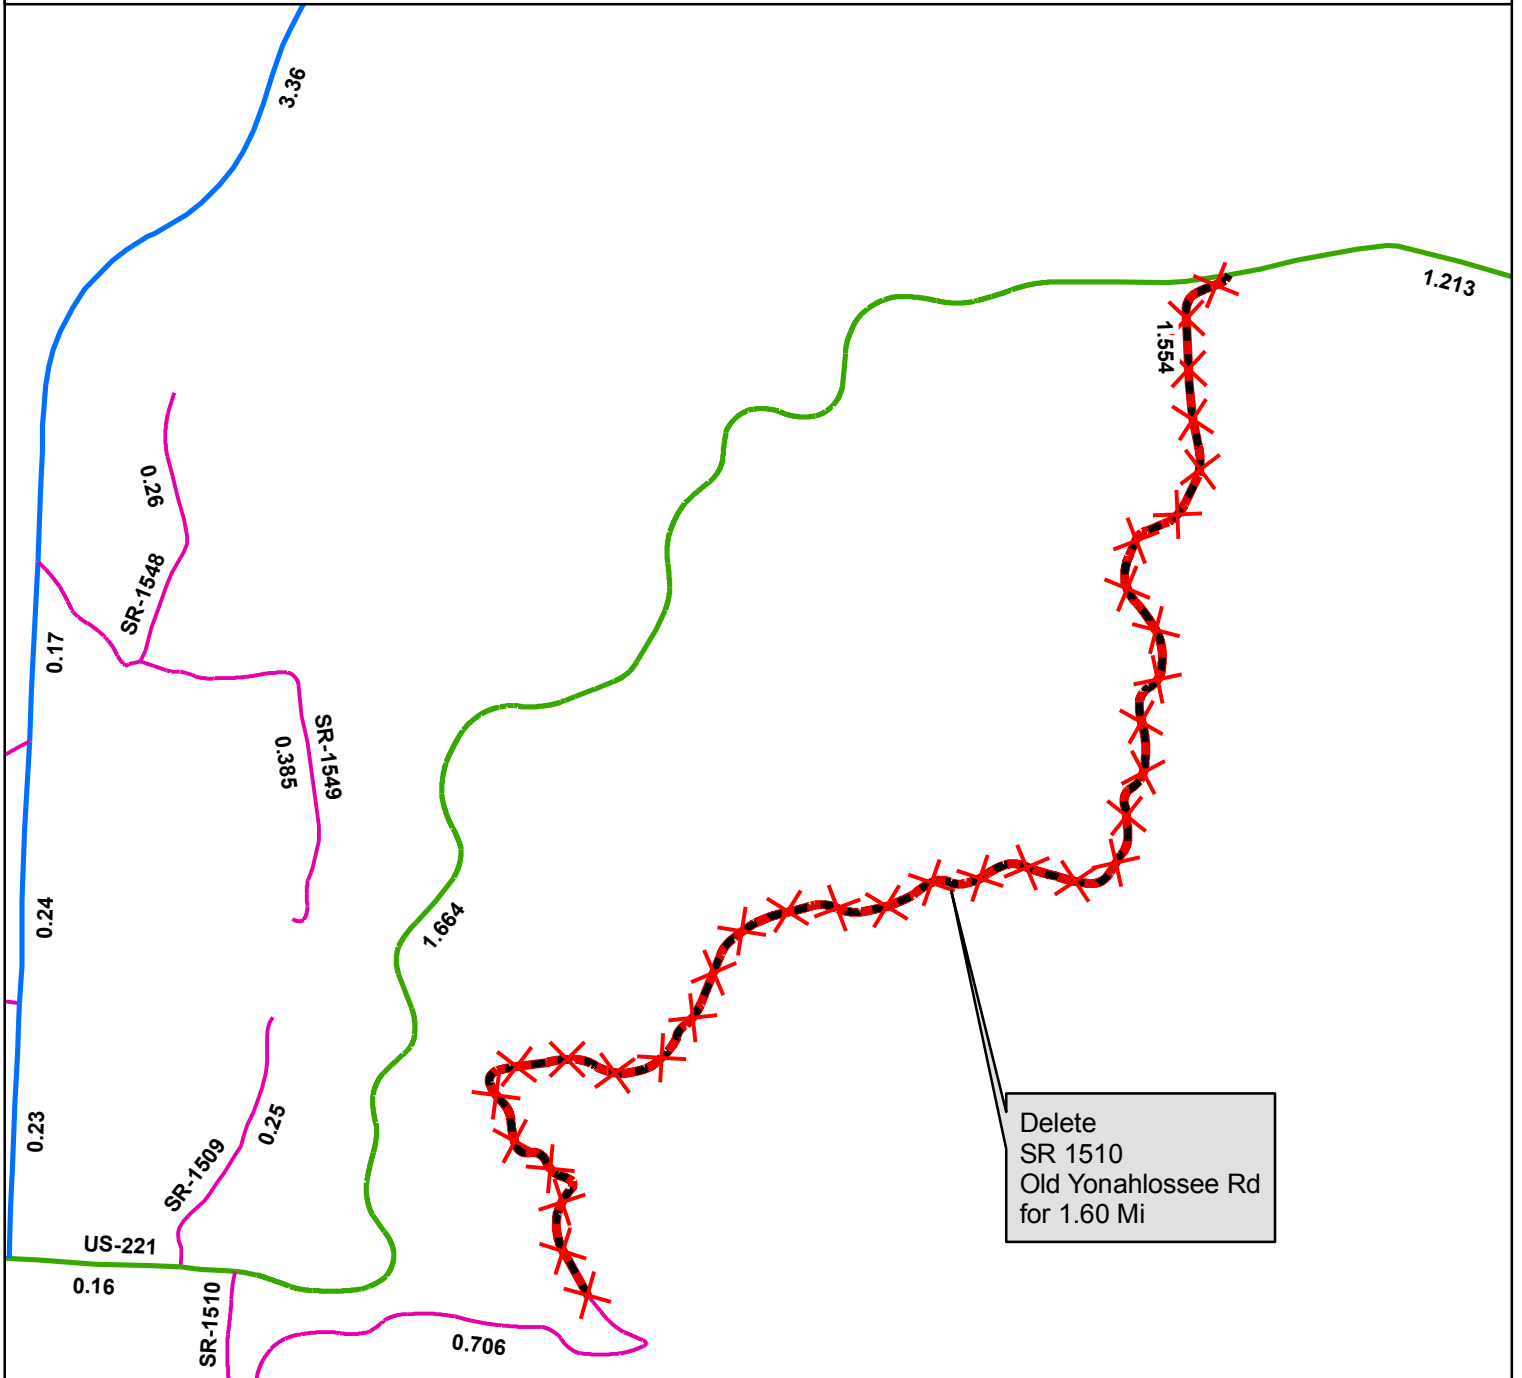 3.36
1.213
1.554
0.26
SR-1548
0.17
SR-1549
0.385
0.24
1.664
0.23
0.25
SR-1509
Delete
SR 1510
Old Yonahlossee Rd
for 1.60 Mi
US-221
0.16
SR-1510
0.706